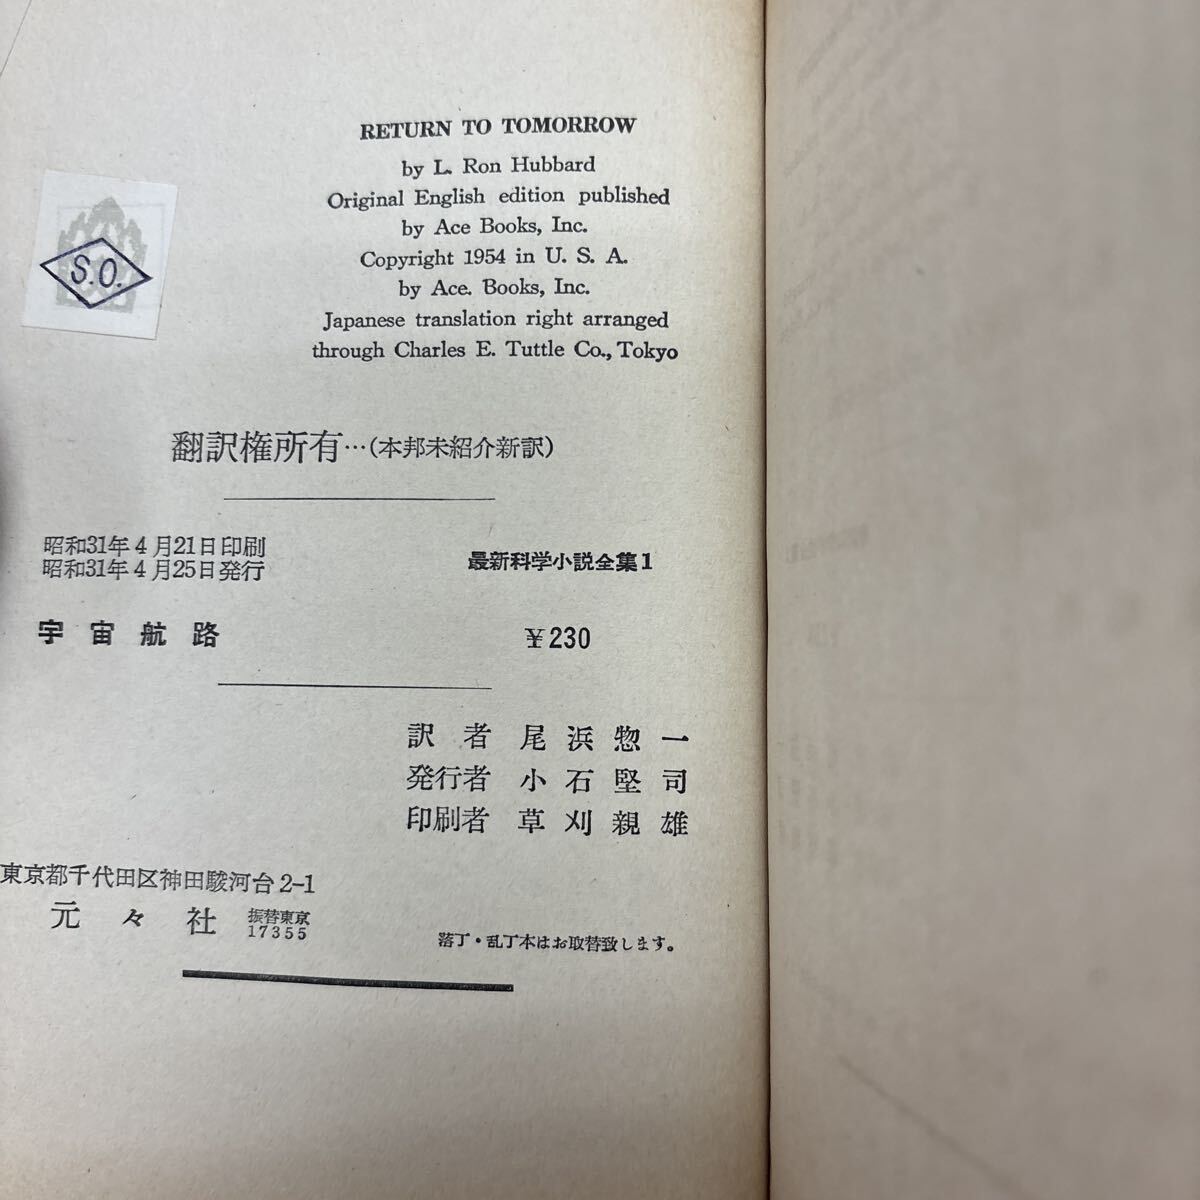 RETURN TO TOMORROW
by L. Ron Hubbard
Original English edition published
by Ace Books, Inc.
Copyright 1954 in U. S. A.
by Ace. Books, Inc.
Japanese translation right arranged
through Charles E. Tuttle Co., Tokyo
S.O.
翻訳権所有…(本邦未紹介新訳)
昭和31年4月21日印刷
昭和31年4月25日発行
最新科学小説全集1
宇宙航路
¥230
訳者 尾浜惣一
発行者 小石堅司
印刷者 草刈親雄
東京都千代田区神田駿河台2-1
元々社 振替東京
17355
落丁・乱丁本はお取替致します。